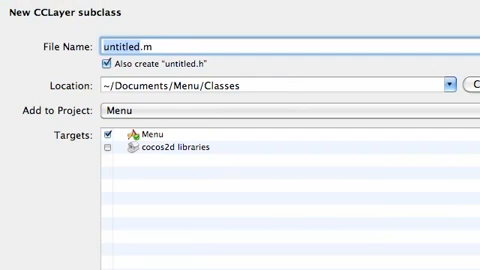 New CCLayer subclass
File Name: untitled.m
Also create "untitled.h"
Location: ~/Documents/Menu/Classes
Add to Project: Menu
Targets: Menu
cocos2d libraries